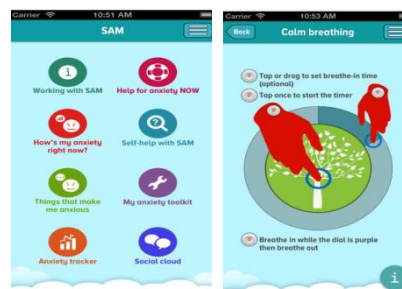 Carrier 10:51 AM
SAM
Working with SAM
Help for anxiety NOW
How's my anxiety
right now?
Self-help with SAM
Things that make
me anxious
My anxiety toolkit
Anxiety tracker
Social cloud
Carrier 10:53 AM
Back Calm breathing
Tap or drag to set breathe-in time
(optional)
Tap once to start the timer
Breathe in while the dial is purple
then breathe out
i